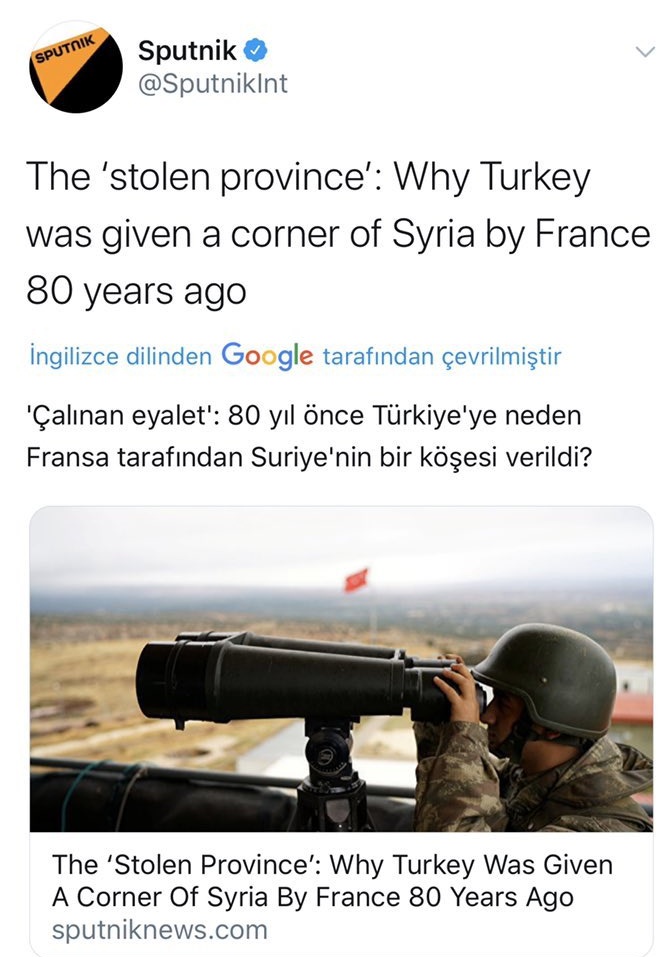 SPUTNIK
Sputnik
@SputnikInt
The ‘stolen province’: Why Turkey
was given a corner of Syria by France
80 years ago
İngilizce dilinden Google tarafından çevrilmiştir
'Çalınan eyalet': 80 yıl önce Türkiye'ye neden
Fransa tarafından Suriye'nin bir köşesi verildi?
The ‘Stolen Province’: Why Turkey Was Given
A Corner Of Syria By France 80 Years Ago
sputniknews.com